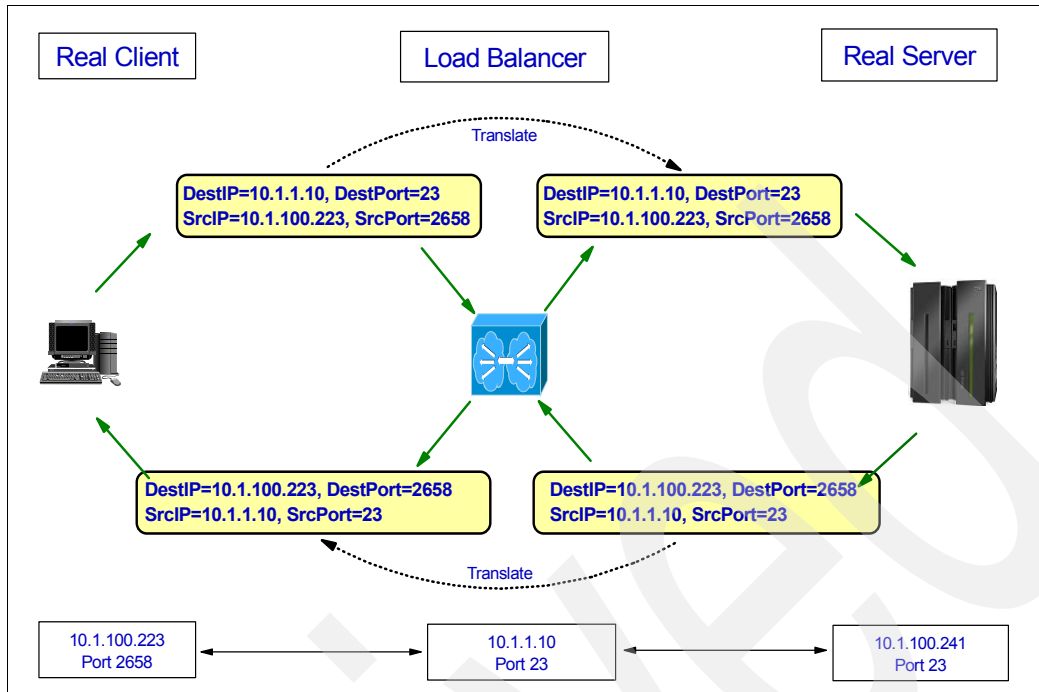 Real Client
Load Balancer
Real Server
Translate
DestIP=10.1.1.10, DestPort=23
SrcIP=10.1.100.223, SrcPort=2658
DestIP=10.1.1.10, DestPort=23
SrcIP=10.1.100.223, SrcPort=2658
DestIP=10.1.100.223, DestPort=2658
SrcIP=10.1.1.10, SrcPort=23
DestIP=10.1.100.223, DestPort=2658
SrcIP=10.1.1.10, SrcPort=23
Translate
10.1.100.223
Port 2658
10.1.1.10
Port 23
10.1.100.241
Port 23